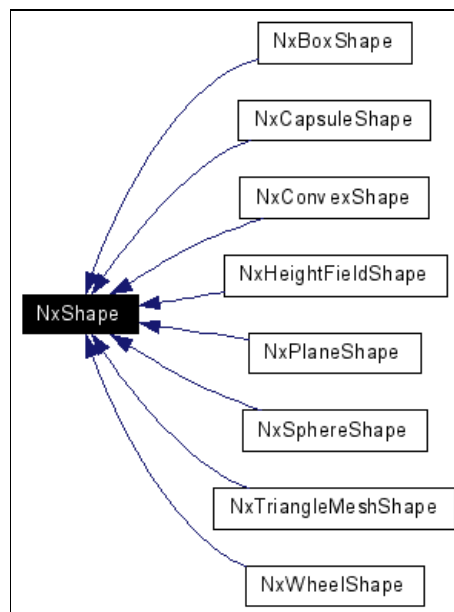 NxBoxShape
NxCapsuleShape
NxConvexShape
NxHeightFieldShape
NxShape
NxPlaneShape
NxSphereShape
NxTriangleMeshShape
NxWheelShape